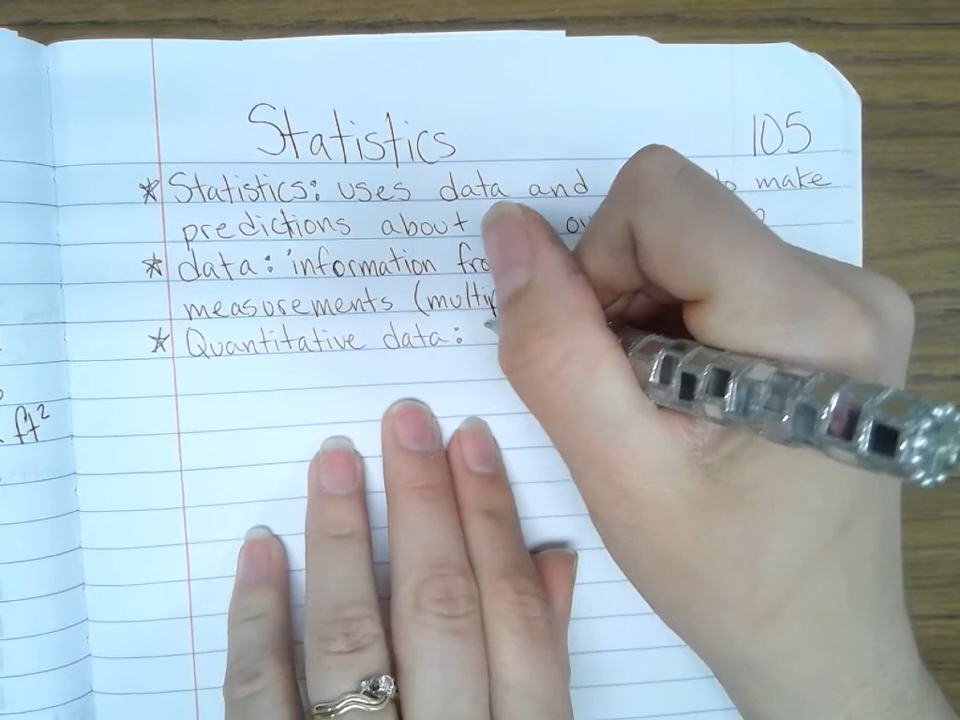 Statistics
105
* Statistics: uses data and make
predictions about
* data: information
measurements
* Quantitative data:
ft²